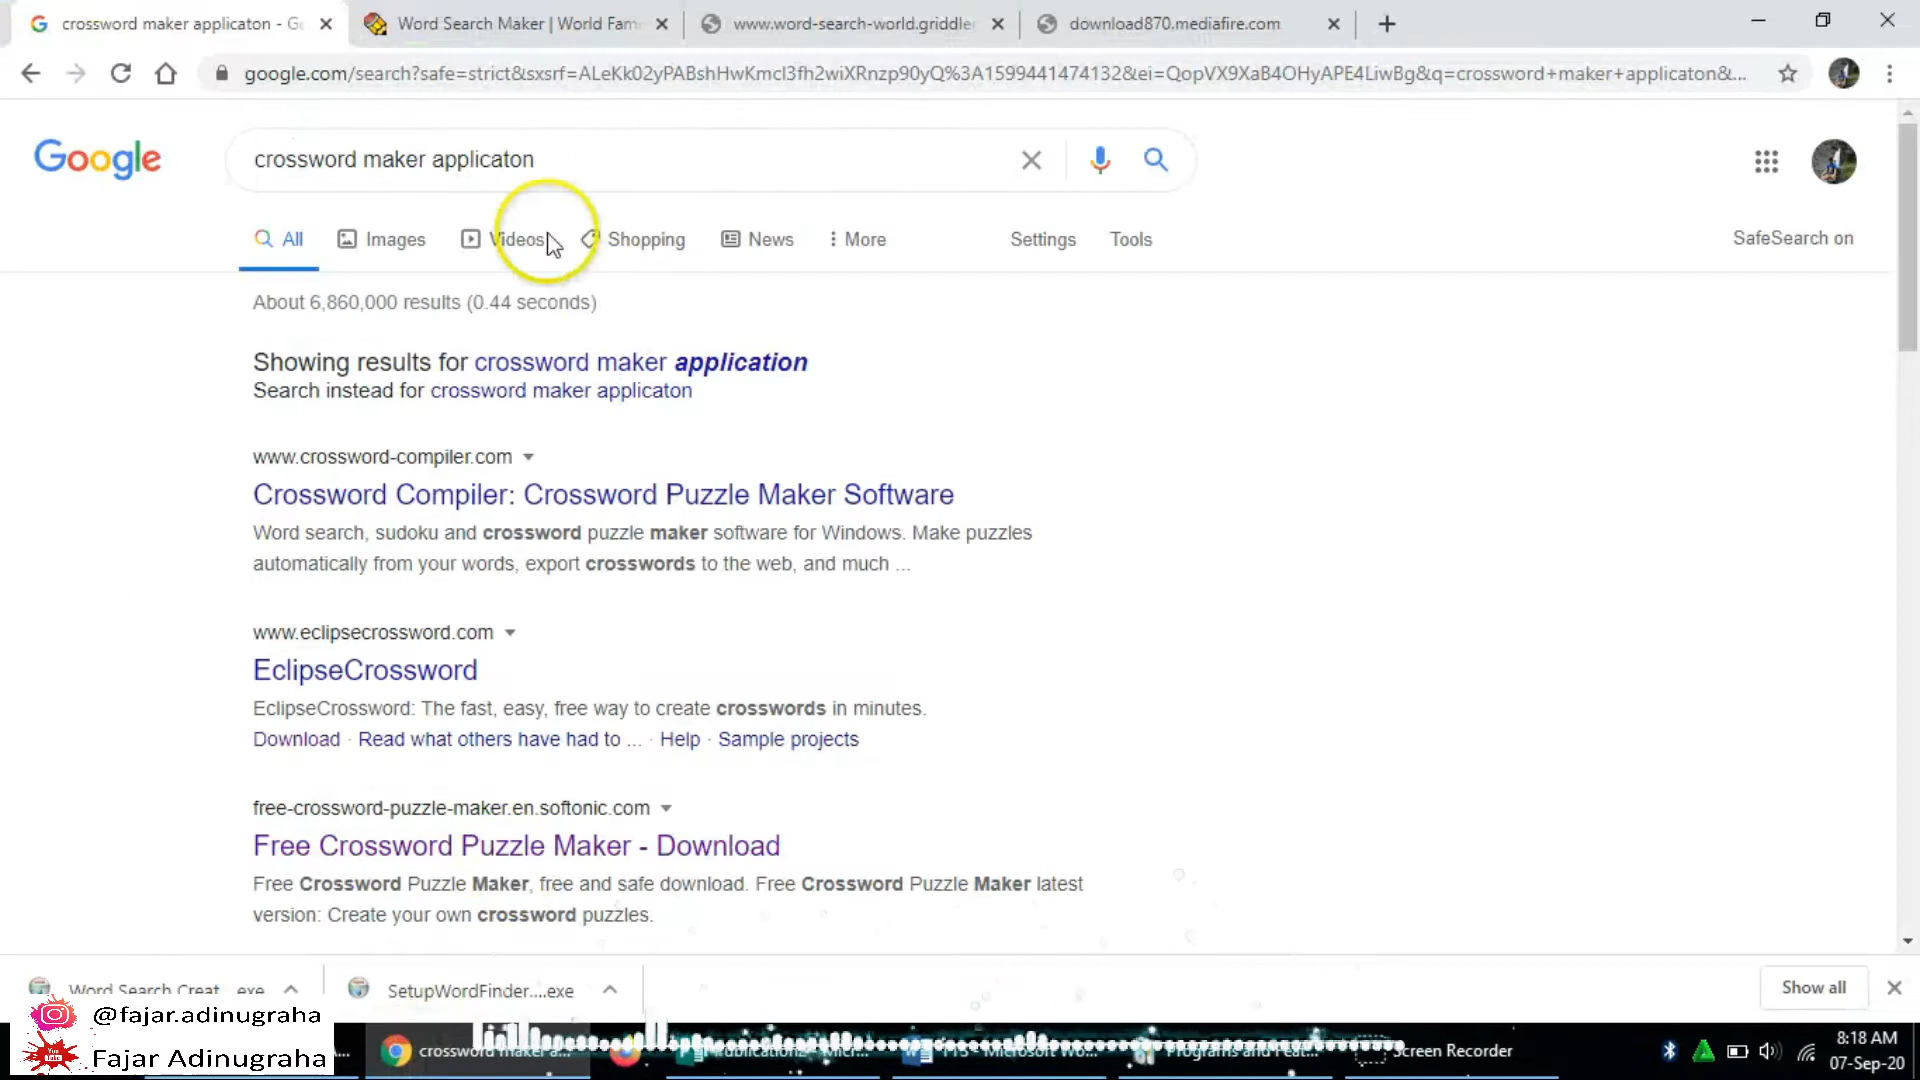 crossword maker applicaton - Go
Word Search Maker | World Fam
www.word-search-world.griddler
download870.mediafire.com
google.com/search?safe=strict&sxsrf=ALeKk02yPABshHwKmcl3fh2wiXRnzp90yQ%3A1599441474132&ei=QopVX9XaB4OHyAPE4LiwBg&q=crossword+maker+applicaton&...
Google
crossword maker applicaton
All
Images
Videos
Shopping
News
More
Settings
Tools
SafeSearch on
About 6,860,000 results (0.44 seconds)
Showing results for crossword maker application
Search instead for crossword maker applicaton
www.crossword-compiler.com
Crossword Compiler: Crossword Puzzle Maker Software
Word search, sudoku and crossword puzzle maker software for Windows. Make puzzles
automatically from your words, export crosswords to the web, and much ...
www.eclipsecrossword.com
EclipseCrossword
EclipseCrossword: The fast, easy, free way to create crosswords in minutes.
Download · Read what others have had to ... · Help · Sample projects
free-crossword-puzzle-maker.en.softonic.com
Free Crossword Puzzle Maker - Download
Free Crossword Puzzle Maker, free and safe download. Free Crossword Puzzle Maker latest
version: Create your own crossword puzzles.
Word Search Creat...exe
SetupWordFinder....exe
Show all
@fajar.adinugraha
Fajar Adinugraha
crossword maker a...
Screen Recorder
8:18 AM
07-Sep-20